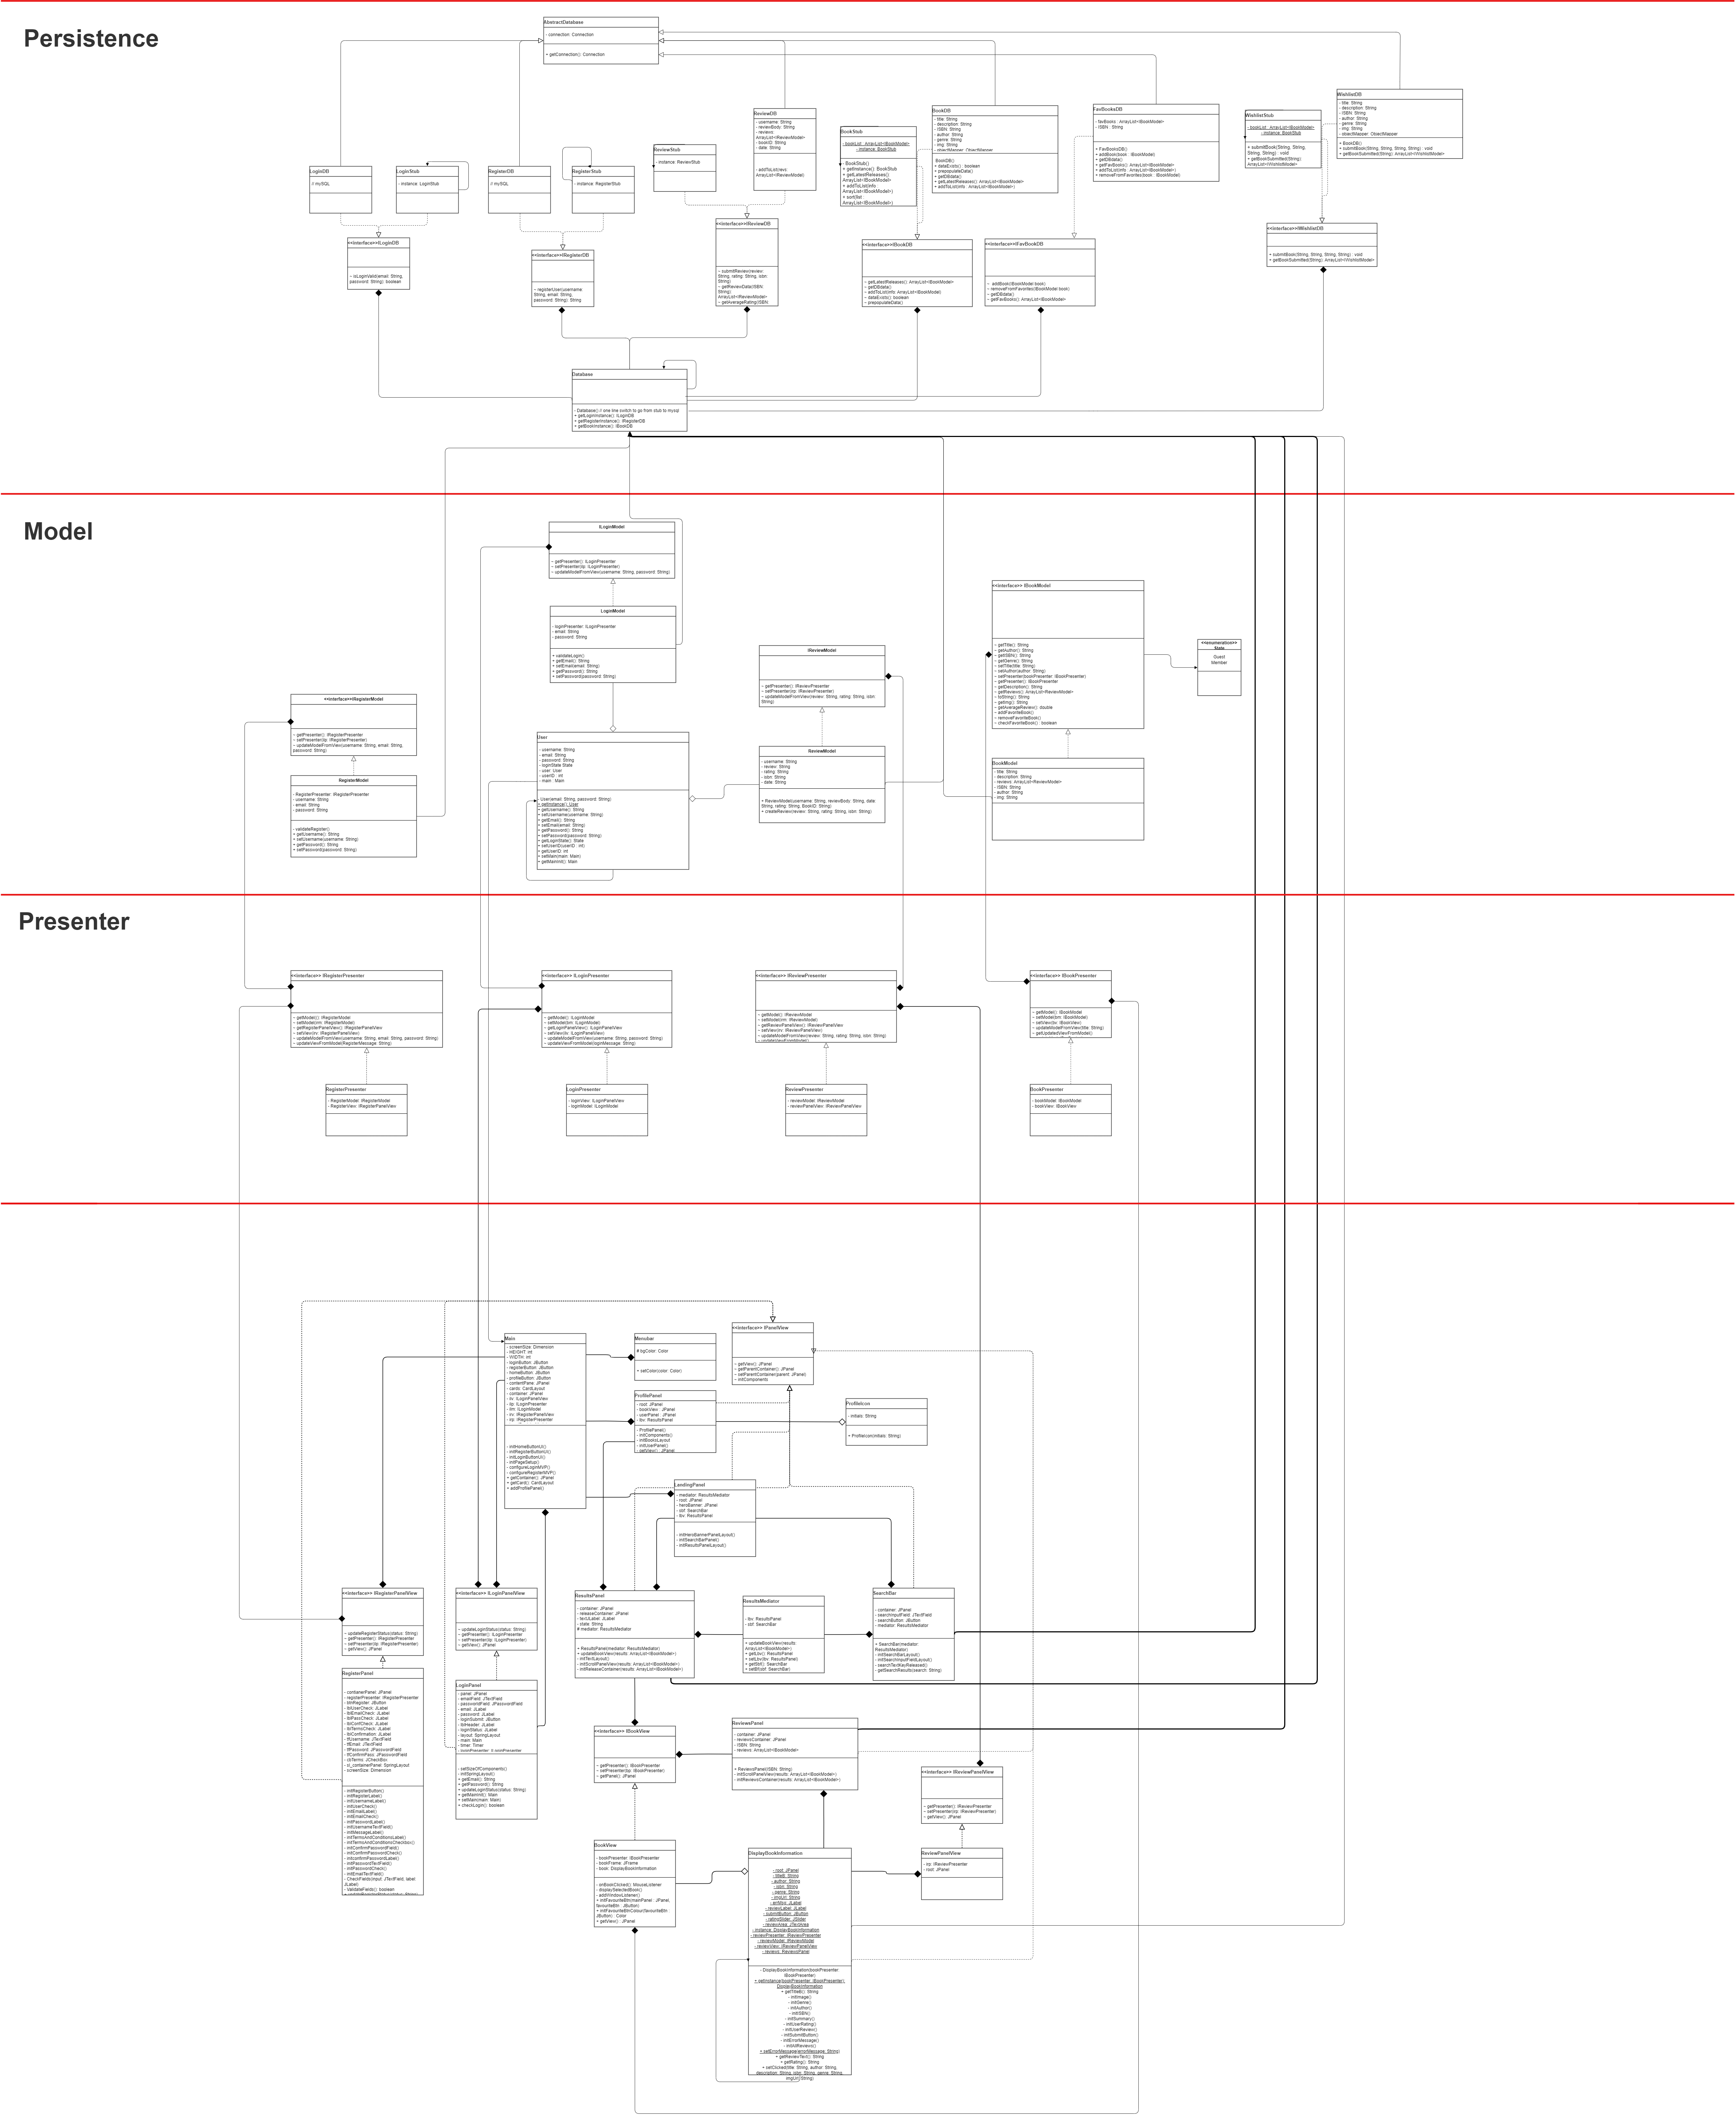 Persistence
AbstractDatabase
- connection: Connection
+ getConnection(): Connection
LoginDB
// mySQL
LoginStub
- instance: LoginStub
RegisterDB
// mySQL
RegisterStub
- instance: RegisterStub
ReviewStub
- instance: ReviewStub
ReviewDB
- username: String
- reviewBody: String
- reviews:
ArrayList<IReviewModel>
- bookID: String
- date: String
- addToList(revs:
ArrayList<IReviewModel)
BookStub
- bookList : ArrayList<IBookModel>
- instance: BookStub
- BookStub()
+ getInstance(): BookStub
+ getLatestReleases():
ArrayList<IBookModel>
+ addToList(info:
ArrayList<IBookModel>)
+ sort(list:
ArrayList<IBookModel>)
BookDB
- title: String
- description: String
- ISBN: String
- author: String
- genre: String
- img: String
- objectMapper: ObjectMapper
BookDB()
+ dataExists() : boolean
+ prepopulateData()
+ getDBdata()
+ getLatestReleases() : ArrayList<IBookModel>
+ addToList(info : ArrayList<IBookModel>)
FavBooksDB
- favBooks : ArrayList<IBookModel>
- ISBN : String
+ FavBooksDB()
+ addBook(book : IBookModel)
+ getDBdata()
+ getFavBooks() : ArrayList<IBookModel>
+ addToList(info : ArrayList<IBookModel>)
+ removeFromFavorites(book : IBookModel)
WishlistStub
- bookList : ArrayList<IBookModel>
- instance: BookStub
+ submitBook(String, String,
String, String) : void
+ getBookSubmitted(String):
ArrayList<IWishlistModel>
WishlistDB
- title: String
- description: String
- ISBN: String
- author: String
- genre: String
- img: String
- objectMapper: ObjectMapper
+ BookDB()
+ submitBook(String, String, String, String) : void
+ getBookSubmitted(String): ArrayList<IWishlistModel>
<<interface>>ILoginDB
~ isLoginValid(email: String,
password: String): boolean
<<interface>>IRegisterDB
~ registerUser(username:
String, email: String,
password: String): String
<<interface>>IReviewDB
~ submitReview(review:
String, rating: String, isbn:
String)
~ getReviewData(ISBN:
String):
ArrayList<IReviewModel>
~ getAverageRating(ISBN:
<<interface>>IBookDB
~ getLatestReleases(): ArrayList<IBookModel>
~ getDBdata()
~ addToList(info: ArrayList<IBookModel)
~ dateExists(): boolean
~ prepopulateData()
<<interface>>IFavBookDB
~ addBook(IBookModel book)
~ removeFromFavorites(IBookModel book)
~ getDBdata()
~ getFavBooks(): ArrayList<IBookModel>
<<interface>>IWishlistDB
+ submitBook(String, String, String, String) : void
+ getBookSubmitted(String): ArrayList<IWishlistModel>
Database
- Database() // one line switch to go from stub to mysql
+ getLoginInstance(): ILoginDB
+ getRegisterInstance(): IRegisterDB
+ getBookInstance(): IBookDB
Model
ILoginModel
~ getPresenter(): ILoginPresenter
~ setPresenter(ilp: ILoginPresenter)
~ updateModelFromView(username: String, password: String)
LoginModel
- loginPresenter: ILoginPresenter
- email: String
- password: String
+ validateLogin()
+ getEmail(): String
+ setEmail(email: String)
+ getPassword(): String
+ setPassword(password: String)
<<interface>>IRegisterModel
~ getPresenter(): IRegisterPresenter
~ setPresenter(ilp: IRegisterPresenter)
~ updateModelFromView(username: String, email: String,
password: String)
RegisterModel
- RegisterPresenter: IRegisterPresenter
- username: String
- email: String
- password: String
- validateRegister()
+ getUsername(): String
+ setUsername(username: String)
+ getPassword(): String
+ setPassword(password: String)
User
- username: String
- email: String
- password: String
- loginState State
- user: User
- userID : int
- main : Main
- User(email: String, password: String)
+ getInstance(): User
+ getUsername(): String
+ setUsername(username: String)
+ getEmail(): String
+ setEmail(email: String)
+ getPassword(): String
+ setPassword(password: String)
+ getLoginState(): State
+ setUserID(userID : int)
+ getUserID: int
+ setMain(main: Main)
+ getMainInit(): Main
IReviewModel
~ getPresenter(): IReviewPresenter
~ setPresenter(irp: IReviewPresenter)
~ updateModelFromView(review: String, rating: String, isbn:
String)
ReviewModel
- username: String
- review: String
- rating: String
- isbn: String
- date: String
+ ReviewModel(username: String, reviewBody: String, date:
String, rating: String, BookID: String)
+ createReview(review: String, rating: String, isbn: String)
<<interface>> IBookModel
~ getTitle(): String
~ getAuthor(): String
~ getISBN(): String
~ getGenre(): String
~ setTitle(title: String)
~ setAuthor(author: String)
~ setPresenter(bookPresenter: IBookPresenter)
~ getPresenter(): IBookPresenter
~ getDescription(): String
~ getReviews(): ArrayList<ReviewModel>
~ toString(): String
~ getImg(): String
~ getAverageReview(): double
~ addFavoriteBook()
~ removeFavoriteBook()
~ checkFavoriteBook() : boolean
<<enumeration>>
State
Guest
Member
BookModel
- title: String
- description: String
- reviews: ArrayList<ReviewModel>
- ISBN: String
- author: String
- img: String
Presenter
<<interface>> IRegisterPresenter
~ getModel(): IRegisterModel
~ setModel(irm: IRegisterModel)
~ getRegisterPanelView(): IRegisterPanelView
~ setView(irv: IRegisterPanelView)
~ updateModelFromView(username: String, email: String, password: String)
~ updateViewFromModel(RegisterMessage: String)
<<interface>> ILoginPresenter
~ getModel(): ILoginModel
~ setModel(ilm: ILoginModel)
~ getLoginPanelView(): ILoginPanelView
~ setView(ilv: ILoginPanelView)
~ updateModelFromView(username: String, password: String)
~ updateViewFromModel(loginMessage: String)
<<interface>> IReviewPresenter
~ getModel(): IReviewModel
~ setModel(irm: IReviewModel)
~ getReviewPanelView(): IReviewPanelView
~ setView(irv: IReviewPanelView)
~ updateModelFromView(review: String, rating: String, isbn: String)
~ updateViewFromModel()
<<interface>> IBookPresenter
~ getModel(): IBookModel
~ setModel(ibm: IBookModel)
~ setView(bv: IBookView)
~ updateModelFromView(title: String)
~ getUpdatedViewFromModel()
RegisterPresenter
- RegisterModel: IRegisterModel
- RegisterView: IRegisterPanelView
LoginPresenter
- loginView: ILoginPanelView
- loginModel: ILoginModel
ReviewPresenter
- reviewModel: IReviewModel
- reviewPanelView: IReviewPanelView
BookPresenter
- bookModel: IBookModel
- bookView: IBookView
Main
- screenSize: Dimension
- HEIGHT: int
- WIDTH: int
- loginButton: JButton
- registerButton: JButton
- homeButton: JButton
- profileButton: JButton
- contentPane: JPanel
- cards: CardLayout
- container: JPanel
- ilv: ILoginPanelView
- ilp: ILoginPresenter
- ilm: ILoginModel
- irv: IRegisterPanelView
- irp: IRegisterPresenter
- initHomeButtonUI()
- initRegisterButtonUI()
- initLoginButtonUI()
- initPageSetup()
- configureLoginMVP()
- configureRegisterMVP()
+ getContainer(): JPanel
+ getCard(): CardLayout
+ addProfilePanel()
Menubar
# bgColor: Color
+ setColor(color: Color)
<<interface>> IPanelView
~ getView(): JPanel
~ getParentContainer(): JPanel
~ setParentContainer(parent: JPanel)
~ initComponents
ProfilePanel
- root: JPanel
- bookView: JPanel
- userPanel: JPanel
- lbv: ResultsPanel
- ProfilePanel()
- initComponents()
- initBooksLayout
- initUserPanel()
- getView(): JPanel
ProfileIcon
- initials: String
+ ProfileIcon(initials: String)
LandingPanel
- mediator: ResultsMediator
- root: JPanel
- heroBanner: JPanel
- sbf: SearchBar
- lbv: ResultsPanel
- initHeroBannerPanelLayout()
- initSearchBarPanel()
- initResultsPanelLayout()
<<interface>> IRegisterPanelView
~ updateRegisterStatus(status: String)
~ getPresenter(): IRegisterPresenter
~ setPresenter(ilp: IRegisterPresenter)
~ getView(): JPanel
<<interface>> ILoginPanelView
~ updateLoginStatus(status: String)
~ getPresenter(): ILoginPresenter
~ setPresenter(ilp: ILoginPresenter)
~ getView(): JPanel
ResultsPanel
- container: JPanel
- releaseContainer: JPanel
- textJLabel: JLabel
- state: String
# mediator: ResultsMediator
+ ResultsPanel(mediator: ResultsMediator)
+ updateBookView(results: ArrayList<IBookModel>)
- initTextLayout()
- initScrollPanelView(results: ArrayList<IBookModel>)
- initReleaseContainer(results: ArrayList<IBookModel>)
ResultsMediator
- lbv: ResultsPanel
- sbf: SearchBar
+ updateBookView(results:
ArrayList<IBookModel>)
+ getLbv(): ResultsPanel
+ setLbv(lbv: ResultsPanel)
+ getSbf(): SearchBar
+ setBf(sbf: SearchBar)
SearchBar
- container: JPanel
- searchInputField: JTextField
- searchButton: JButton
- mediator: ResultsMediator
+ SearchBar(mediator:
ResultsMediator)
- initSearchBarLayout()
- initSearchInputFieldLayout()
- searchTextKeyReleased()
- getSearchResults(search: String)
RegisterPanel
- containerPanel: JPanel
- registerPresenter: IRegisterPresenter
- btnRegister: JButton
- lblUserCheck: JLabel
- lblEmailCheck: JLabel
- lblPassCheck: JLabel
- lblConfCheck: JLabel
- lblTermsCheck: JLabel
- lblConfirmation: JLabel
- tfUsername: JTextField
- tfEmail: JTextField
- tfPassword: JPasswordField
- tfConfirmPass: JPasswordField
- cbTerms: JCheckBox
- sl_containerPanel: SpringLayout
- screenSize: Dimension
- initRegisterButton()
- initRegisterLabel()
- initUsernameLabel()
- initUserCheck()
- initEmailLabel()
- initEmailCheck()
- initPasswordLabel()
- initUsernameTextField()
- initMessageLabel()
- initTermsAndConditionsLabel()
- initTermsAndConditionsCheckbox()
- initConfirmPasswordField()
- initConfirmPasswordCheck()
- initconfirmPasswordLabel()
- initPasswordTextField()
- initPasswordCheck()
- initEmailTextField()
- CheckFields(input: JTextField, label:
JLabel)
- ValidateFields(): boolean
+ updateRegisterStatus(status: String)
LoginPanel
- panel: JPanel
- emailField: JTextField
- passwordField: JPasswordField
- email: JLabel
- password: JLabel
- loginSubmit: JButton
- lblHeader: JLabel
- loginStatus: JLabel
- layout: SpringLayout
- main: Main
- timer: Timer
- loginPresenter: ILoginPresenter
- setSizeOfComponents()
- initSpringLayout()
+ getEmail(): String
+ getPassword(): String
+ updateLoginStatus(status: String)
+ getMainInit(): Main
+ setMain(main: Main)
+ checkLogin(): boolean
<<interface>> IBookView
~ getPresenter(): IBookPresenter
~ setPresenter(bp: IBookPresenter)
~ getPanel(): JPanel
ReviewsPanel
- container: JPanel
- reviewsContainer: JPanel
- ISBN: String
- reviews: ArrayList<IBookModel>
+ ReviewsPanel(ISBN: String)
- initScrollPanelView(results: ArrayList<IBookModel>)
- initReviewsContainer(results: ArrayList<IBookModel>)
<<interface>> IReviewPanelView
~ getPresenter(): IReviewPresenter
~ setPresenter(irp: IReviewPresenter)
~ getView(): JPanel
BookView
- bookPresenter: IBookPresenter
- bookFrame: JFrame
- book: DisplayBookInformation
- onBookClicked(): MouseListener
- displaySelectedBook()
- addWindowListener()
+ initFavouriteBtn(mainPanel : JPanel,
favouriteBtn : JButton)
+ initFavouriteBtnColour(favouriteBtn:
JButton) : Color
+ getView() : JPanel
DisplayBookInformation
- root: JPanel
- titleB: String
- author: String
- isbn: String
- genre: String
- imgUrl: String
- errMsg: JLabel
- reviewLabel: JLabel
- submitButton: JButton
- ratingSlider: JSlider
- reviewArea: JTextArea
- instance: DisplayBookInformation
- reviewPresenter: IReviewPresenter
- reviewModel: IReviewModel
- reviewView: IReviewPanelView
- reviews: ReviewsPanel
- DisplayBookInformation(bookPresenter:
IBookPresenter)
+ getInstance(bookPresenter: IBookPresenter):
DisplayBookInformation
+ getTitleB(): String
- initImage()
- initGenre()
- initAuthor()
- initISBN()
- initSummary()
- initUserRating()
- initUserReview()
- initSubmitButton()
- initErrorMessage()
- initAllReviews()
+ setErrorMessage(errorMessage: String)
+ getReviewText(): String
+ getRating(): String
+ setClicked(title: String, author: String,
description: String, isbn: String, genre: String,
imgUrl: String)
ReviewPanelView
- irp: IReviewPresenter
- root: JPanel